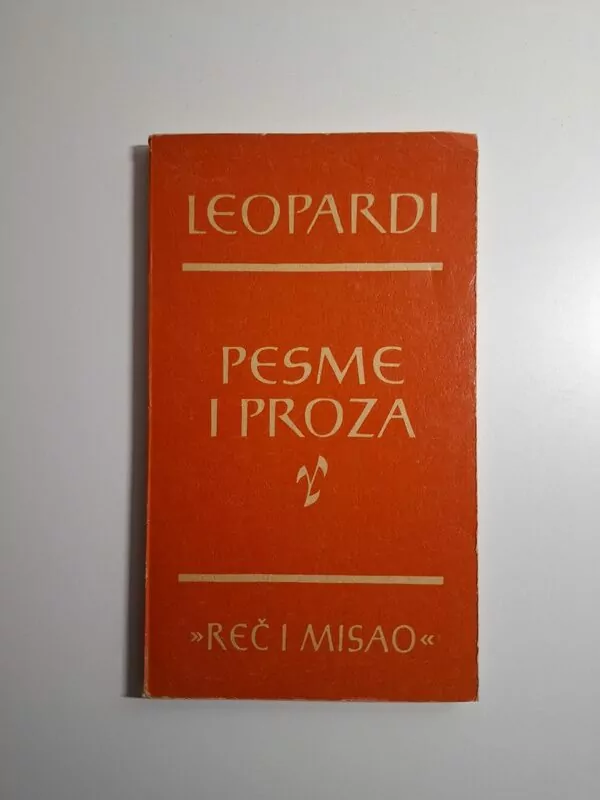 LEOPARDI
PESME
I PROZA
»REČ I MISAO«